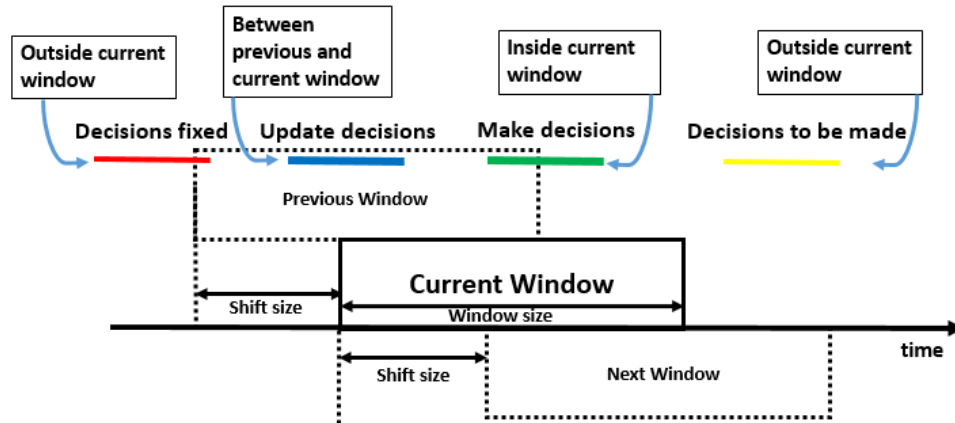 Outside current
window
Between
previous and
current window
Inside current
window
Outside current
window
Decisions fixed
Update decisions
Make decisions
Decisions to be made
Previous Window
Current Window
Shift size
Window size
time
Shift size
Next Window